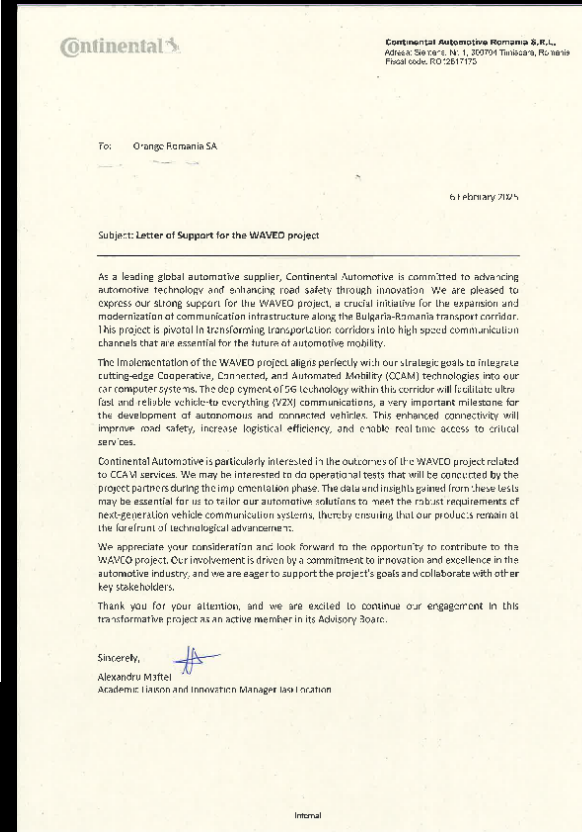 Continental
Continental Automotive Romania S.R.L.,
Adresa: Siemens, Nr. 1, 300704 Timisoara, Romania
Fiscal code: RO12617173
To: Orange Romania SA
6 February 2025
Subject: Letter of Support for the WAVEO project
As a leading global automotive supplier, Continental Automotive is committed to advancing
automotive technology and enhancing road safety through innovation. We are pleased to
express our strong support for the WAVEO project, a crucial initiative for the expansion and
modernization of communication infrastructure along the Bulgaria-Romania transport corridor.
This project is pivotal in transforming transportation corridors into high speed communication
channels that are essential for the future of automotive mobility.
The implementation of the WAVEO project aligns perfectly with our strategic goals to integrate
cutting-edge Cooperative, Connected, and Automated Mobility (CCAM) technologies into our
car computer systems. The deployment of 5G technology within this corridor will facilitate ultra-
fast and reliable vehicle-to everything (V2X) communications, a very important milestone for
the development of autonomous and connected vehicles. This enhanced connectivity will
improve road safety, increase logistical efficiency, and enable real-time access to critical
services.
Continental Automotive is particularly interested in the outcomes of the WAVEO project related
to CCAM services. We may be interested to do operational tests that will be conducted by the
project partners during the implementation phase. The data and insights gained from these tests
may be essential for us to tailor our automotive solutions to meet the robust requirements of
next-generation vehicle communication systems, thereby ensuring that our products remain at
the forefront of technological advancement.
We appreciate your consideration and look forward to the opportunity to contribute to the
WAVEO project. Our involvement is driven by a commitment to innovation and excellence in the
automotive industry, and we are eager to support the project's goals and collaborate with other
key stakeholders.
Thank you for your attention, and we are excited to continue our engagement in this
transformative project as an active member in its Advisory Board.
Sincerely,
Alexandru Maftei
Academic Liaison and Innovation Manager Iasi Location
Internal